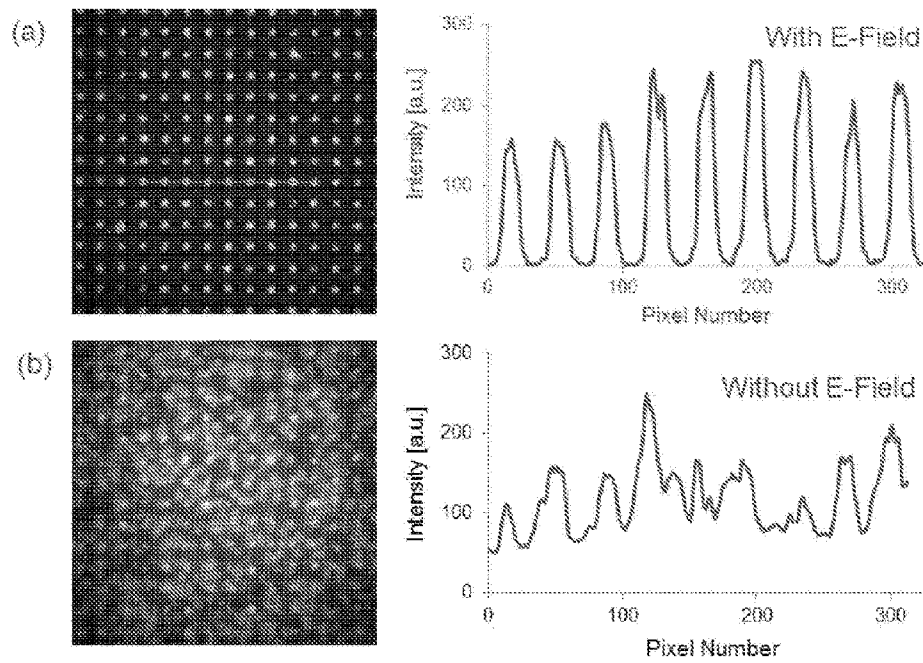 (a)
With E-Field
Intensity [a.u.]
300
200
100
0
0 100 200 300
Pixel Number
(b)
Without E-Field
Intensity [a.u.]
300
200
100
0
0 100 200 300
Pixel Number